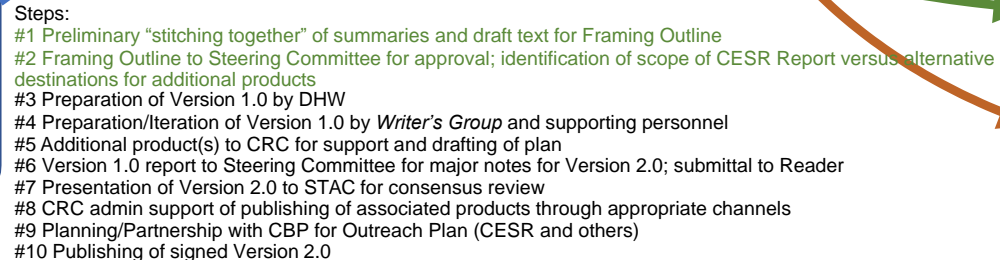 Steps:
#1 Preliminary “stitching together” of summaries and draft text for Framing Outline
#2 Framing Outline to Steering Committee for approval; identification of scope of CESR Report versus alternative
destinations for additional products
#3 Preparation of Version 1.0 by DHW
#4 Preparation/Iteration of Version 1.0 by Writer’s Group and supporting personnel
#5 Additional product(s) to CRC for support and drafting of plan
#6 Version 1.0 report to Steering Committee for major notes for Version 2.0; submittal to Reader
#7 Presentation of Version 2.0 to STAC for consensus review
#8 CRC admin support of publishing of associated products through appropriate channels
#9 Planning/Partnership with CBP for Outreach Plan (CESR and others)
#10 Publishing of signed Version 2.0